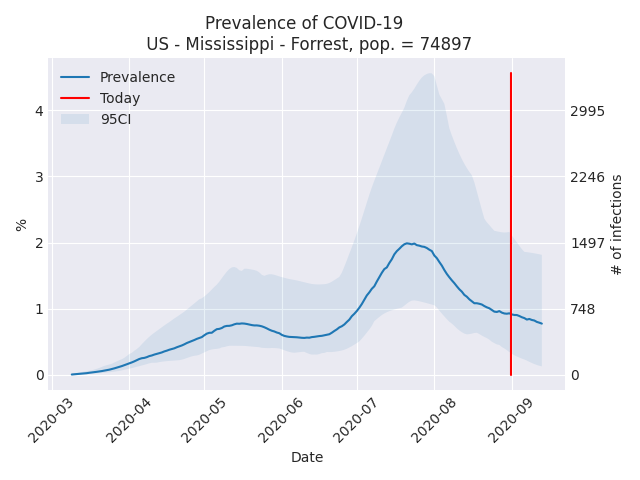 Prevalence of COVID-19
US - Mississippi - Forrest, pop. = 74897
Prevalence
Today
95CI
4
3
2
1
0
%
2995
2246
1497
748
0
# of infections
2020-03
2020-04
2020-05
2020-06
2020-07
2020-08
2020-09
Date